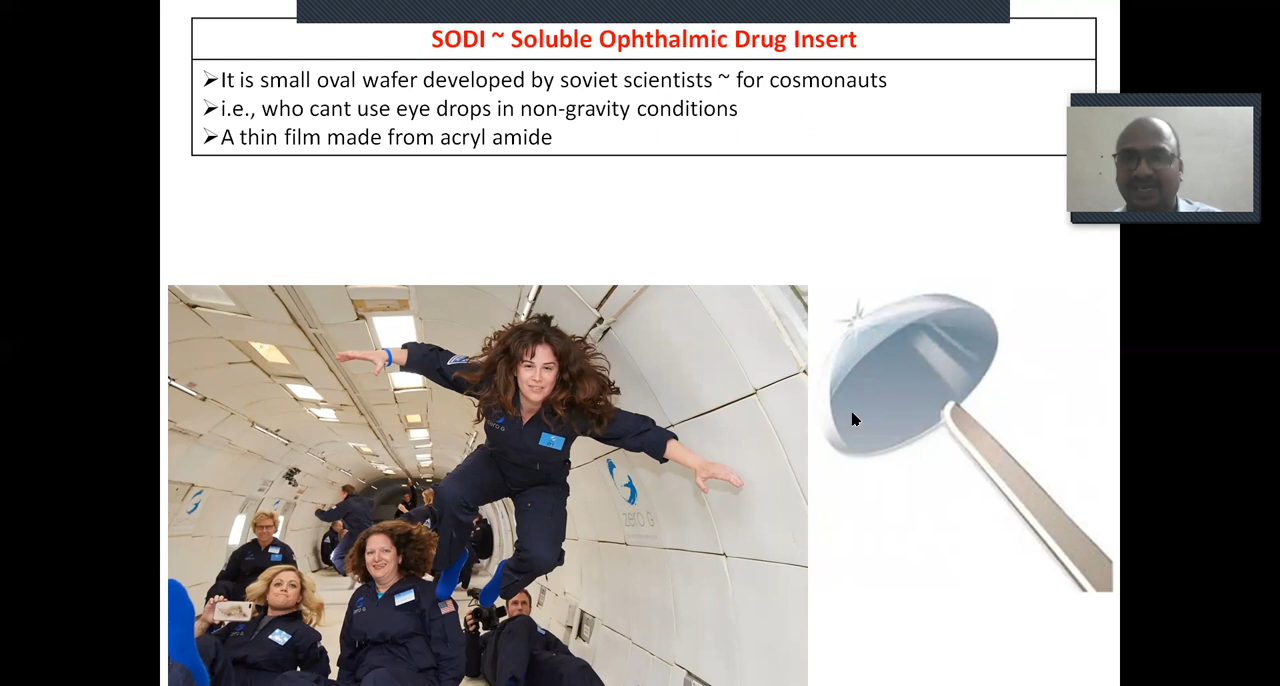 SODI ~ Soluble Ophthalmic Drug Insert
➢It is small oval wafer developed by soviet scientists ~ for cosmonauts
➢i.e., who cant use eye drops in non-gravity conditions
➢A thin film made from acryl amide
zero G